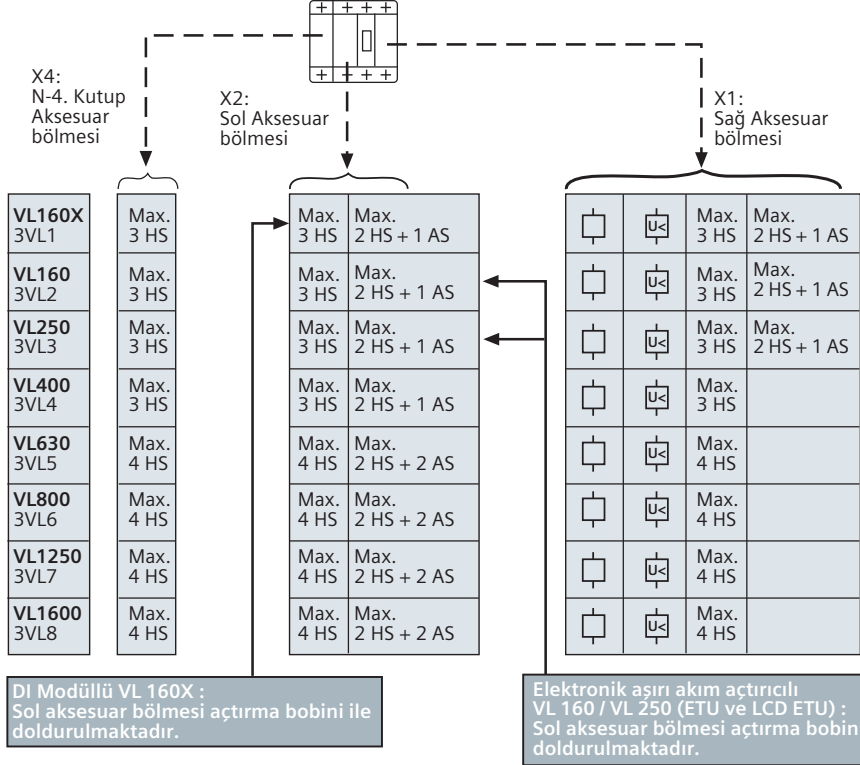 X4:
N-4. Kutup
Aksesuar
bölmesi
X2:
Sol Aksesuar
bölmesi
X1:
Sağ Aksesuar
bölmesi
VL160X
3VL1
Max.
3 HS
Max.
3 HS
Max.
2 HS + 1 AS
U<
Max.
3 HS
Max.
2 HS + 1 AS
VL160
3VL2
Max.
3 HS
Max.
3 HS
Max.
2 HS + 1 AS
U<
Max.
3 HS
Max.
2 HS + 1 AS
VL250
3VL3
Max.
3 HS
Max.
3 HS
Max.
2 HS + 1 AS
U<
Max.
3 HS
Max.
2 HS + 1 AS
VL400
3VL4
Max.
3 HS
Max.
3 HS
Max.
2 HS + 1 AS
U<
Max.
3 HS
VL630
3VL5
Max.
4 HS
Max.
4 HS
Max.
2 HS + 2 AS
U<
Max.
4 HS
VL800
3VL6
Max.
4 HS
Max.
4 HS
Max.
2 HS + 2 AS
U<
Max.
4 HS
VL1250
3VL7
Max.
4 HS
Max.
4 HS
Max.
2 HS + 2 AS
U<
Max.
4 HS
VL1600
3VL8
Max.
4 HS
Max.
4 HS
Max.
2 HS + 2 AS
U<
Max.
4 HS
DI Modüllü VL 160X :
Sol aksesuar bölmesi açtırma bobini ile
doldurulmaktadır.
Elektronik aşırı akım açtırıcılı
VL 160 / VL 250 (ETU ve LCD ETU) :
Sol aksesuar bölmesi açtırma bobin
doldurulmaktadır.